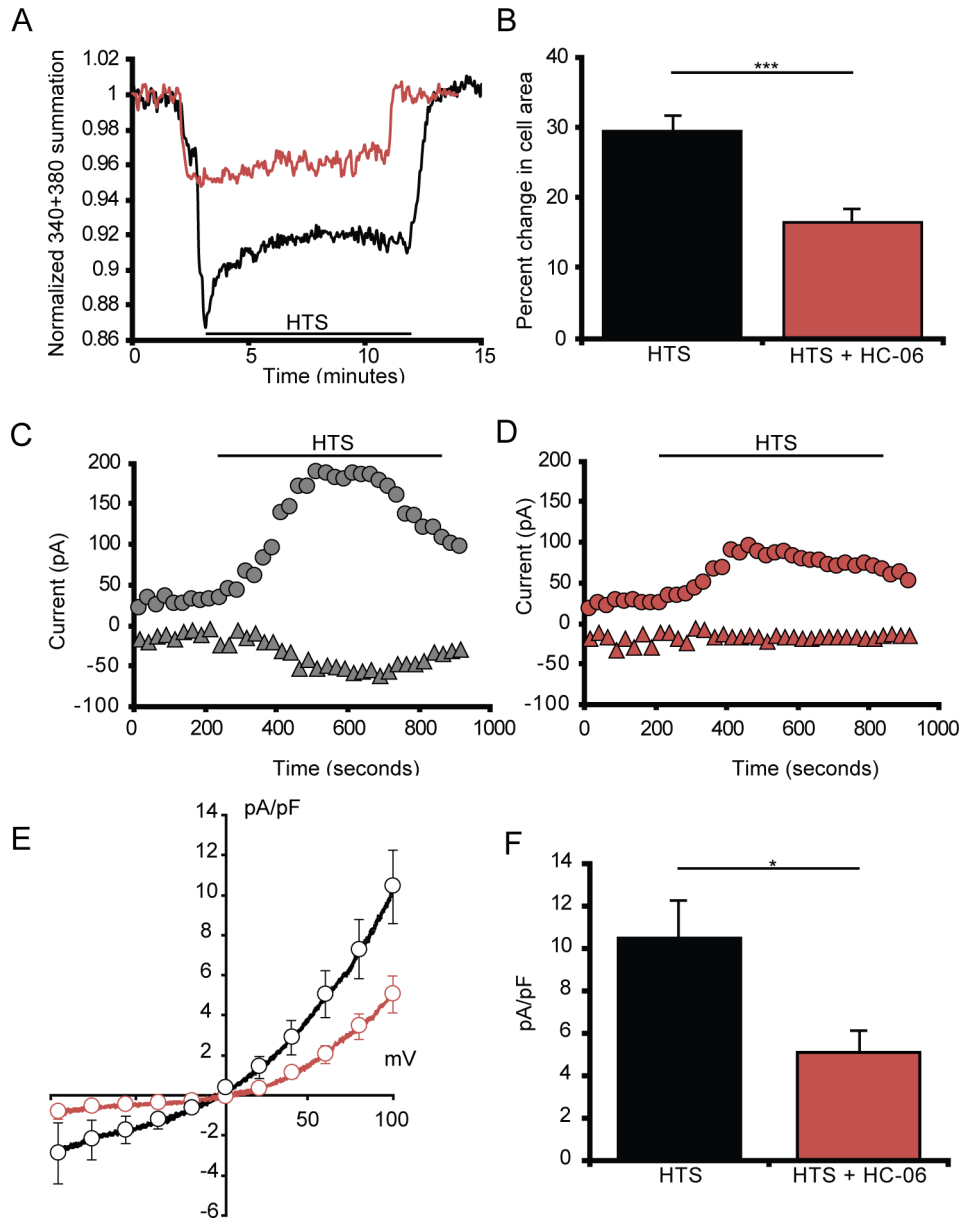 A
Normalized 340+380 summation
1.02
1
0.98
0.96
0.94
0.92
0.9
0.88
0.86
HTS
0
5
10
15
Time (minutes)
B
Percent change in cell area
40
30
20
10
0
***
HTS
HTS + HC-06
C
HTS
Current (pA)
200
150
100
50
0
-50
-100
0
200
400
600
800
1000
Time (seconds)
D
HTS
Current (pA)
200
150
100
50
0
-50
-100
0
200
400
600
800
1000
Time (seconds)
E
pA/pF
14
12
10
8
6
4
2
-2
-4
-6
mV
50
100
F
pA/pF
14
12
10
8
6
4
2
0
*
HTS
HTS + HC-06